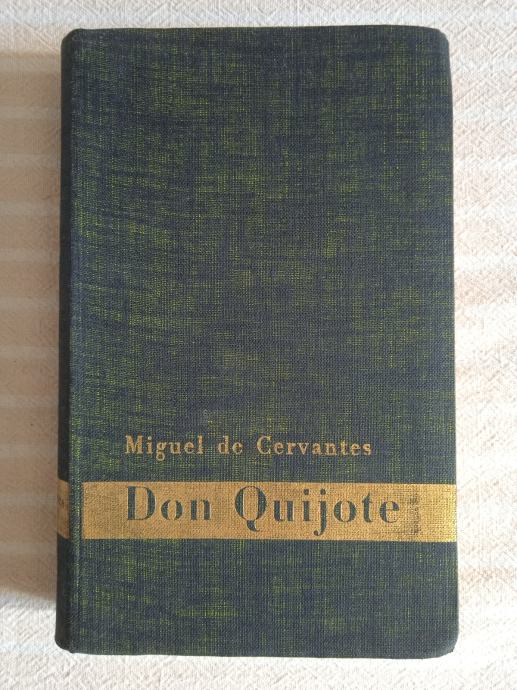 Miguel de Cervantes
Don Quijote